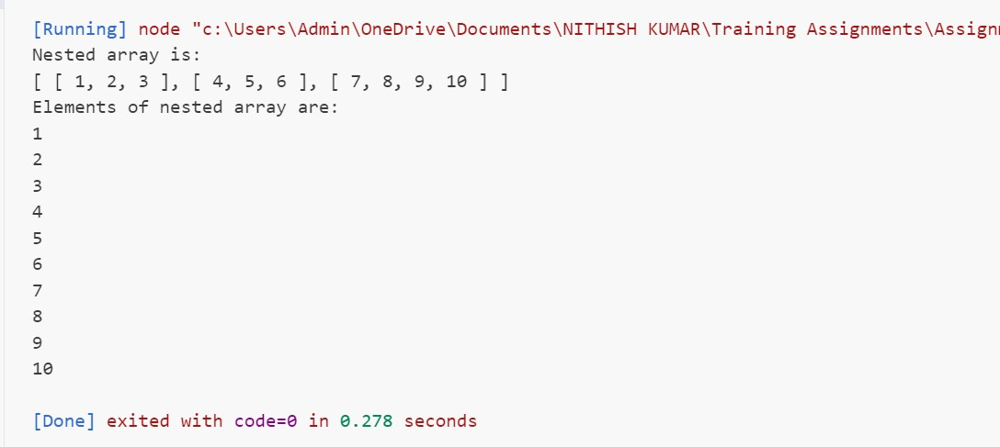 [Running] node "c:\Users\Admin\OneDrive\Documents\NITHISH KUMAR\Training Assignments\Assign
Nested array is:
[ [ 1, 2, 3 ], [ 4, 5, 6 ], [ 7, 8, 9, 10 ] ]
Elements of nested array are:
1
2
3
4
5
6
7
8
9
10
[Done] exited with code=0 in 0.278 seconds